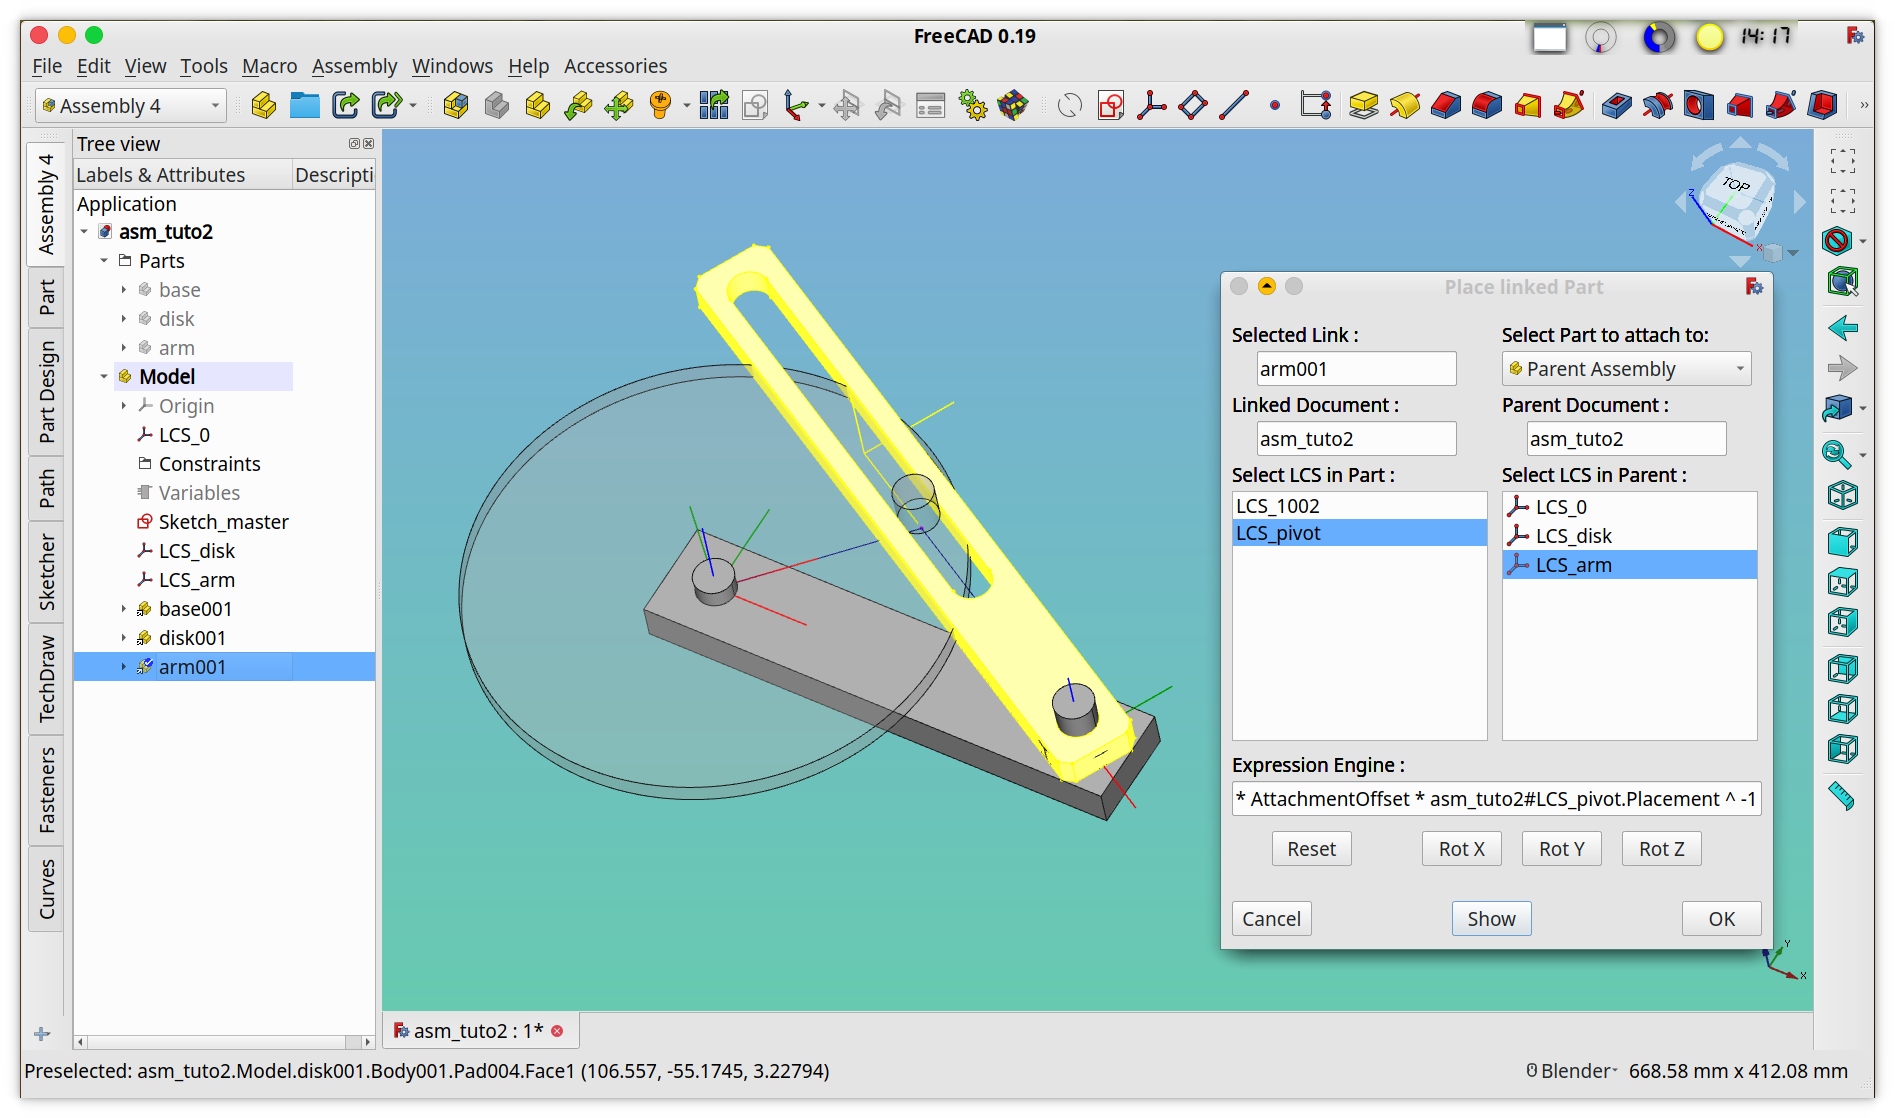 FreeCAD 0.19
14:17
File Edit View Tools Macro Assembly Windows Help Accessories
Assembly 4
Tree view
Labels & Attributes
Descripti
Application
asm_tuto2
Parts
base
disk
arm
Model
Origin
LCS_0
Constraints
Variables
Sketch_master
LCS_disk
LCS_arm
base001
disk001
arm001
Assembly 4
Part
Part Design
Path
Sketcher
TechDraw
Fasteners
Curves
TOP
Z
X
Place linked Part
Selected Link :
Select Part to attach to:
arm001
Parent Assembly
Linked Document :
Parent Document :
asm_tuto2
asm_tuto2
Select LCS in Part :
Select LCS in Parent :
LCS_1002
LCS_pivot
LCS_0
LCS_disk
LCS_arm
Expression Engine :
* AttachmentOffset * asm_tuto2#LCS_pivot.Placement ^ -1
Reset
Rot X
Rot Y
Rot Z
Cancel
Show
OK
Y
X
asm_tuto2 : 1*
Preselected: asm_tuto2.Model.disk001.Body001.Pad004.Face1 (106.557, -55.1745, 3.22794)
Blender
668.58 mm x 412.08 mm